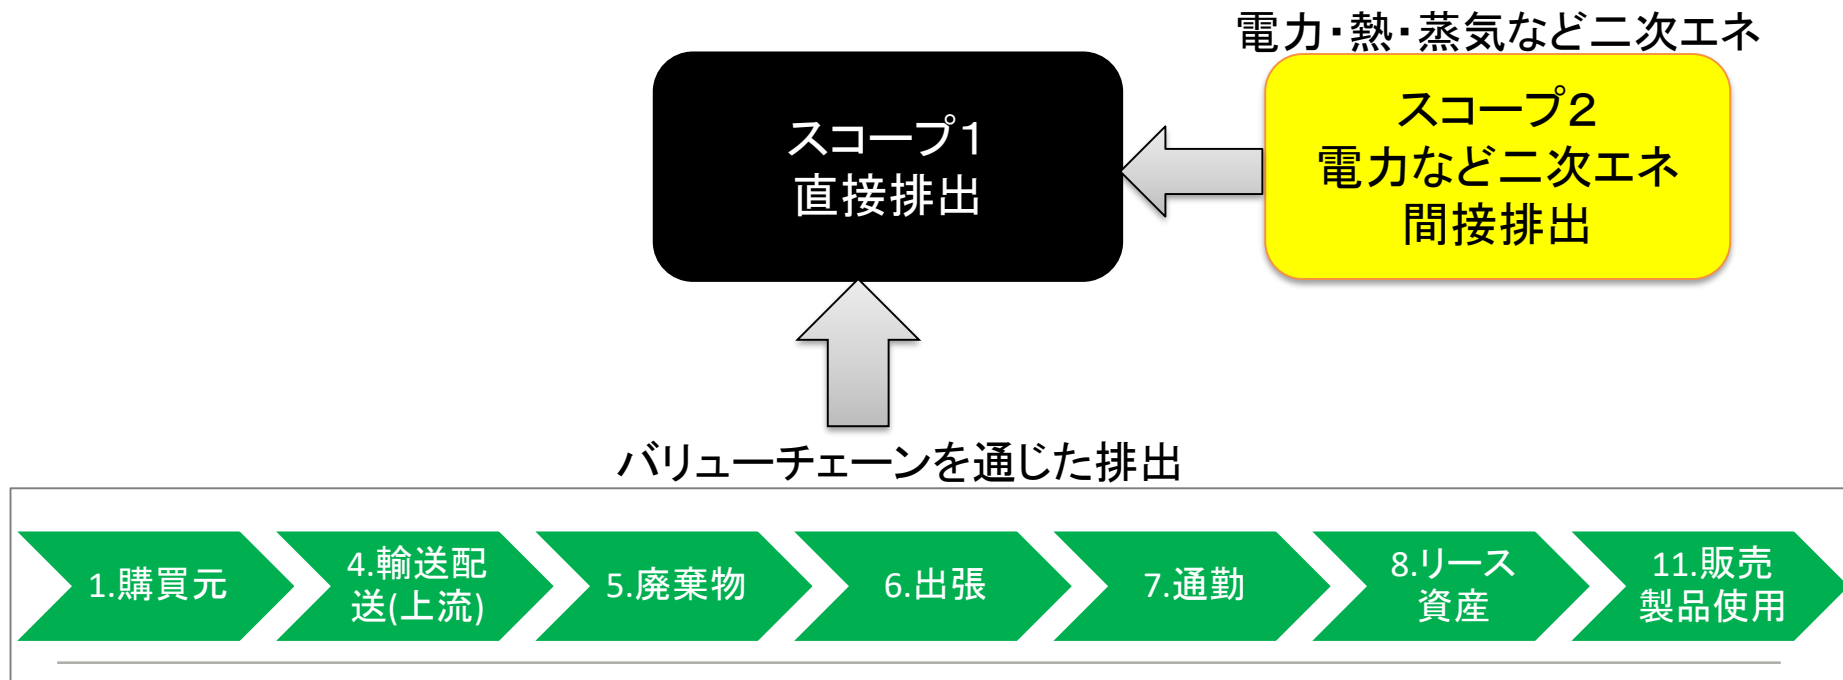 電力・熱・蒸気など二次エネ
スコープ1
直接排出
スコープ2
電力など二次エネ
間接排出
バリューチェーンを通じた排出
1.購買元
4.輸送配
送(上流)
5.廃棄物
6.出張
7.通勤
8.リース
資産
11.販売
製品使用